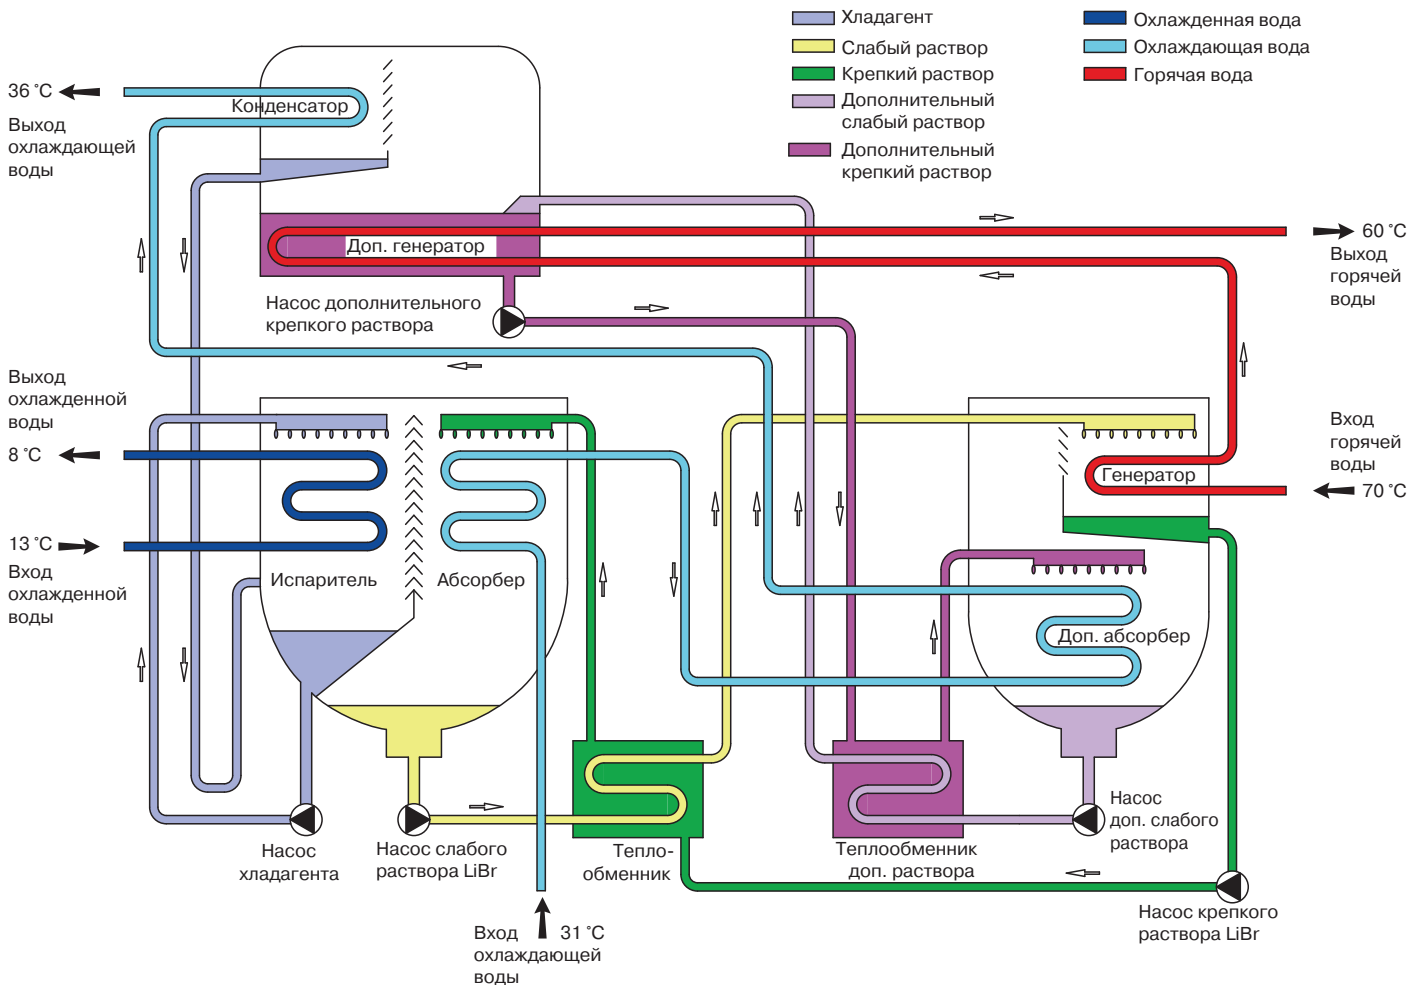 Хладагент
Слабый раствор
Крепкий раствор
Дополнительный
слабый раствор
Дополнительный
крепкий раствор
Охлажденная вода
Охлаждающая вода
Горячая вода
36 °C
Выход
охлаждающей
воды
Конденсатор
Доп. генератор
60 °C
Выход
горячей
воды
Насос дополнительного
крепкого раствора
Выход
охлажденной
воды
8 °C
13 °C
Вход
охлажденной
воды
Испаритель
Абсорбер
Вход
горячей
воды
70 °C
Генератор
Доп. абсорбер
Насос
хладагента
Насос слабого
раствора LiBr
Тепло-
обменник
Теплообменник
доп. раствора
Насос
доп. слабого
раствора
Насос крепкого
раствора LiBr
Вход
31 °C
охлаждающей
воды